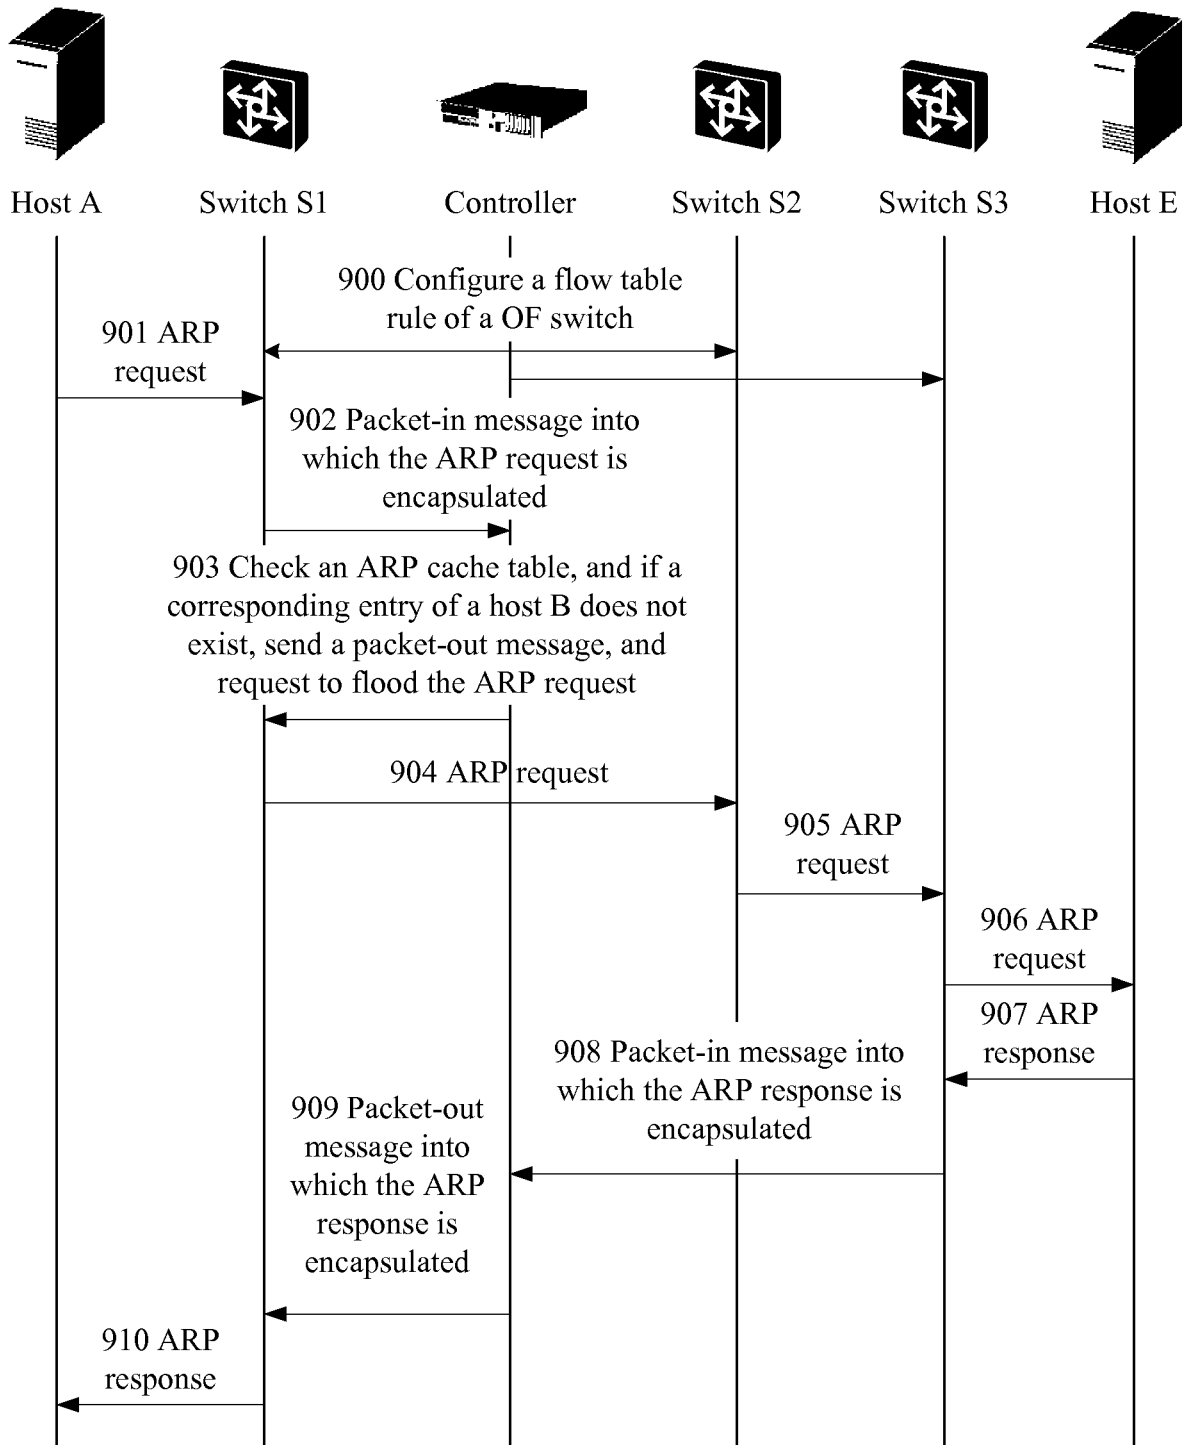 Host A
Switch S1
Controller
Switch S2
Switch S3
Host E
900 Configure a flow table
rule of a OF switch
901 ARP
request
902 Packet-in message into
which the ARP request is
encapsulated
903 Check an ARP cache table, and if a
corresponding entry of a host B does not
exist, send a packet-out message, and
request to flood the ARP request
904 ARP request
905 ARP
request
906 ARP
request
907 ARP
response
908 Packet-in message into
which the ARP response is
encapsulated
909 Packet-out
message into
which the ARP
response is
encapsulated
910 ARP
response